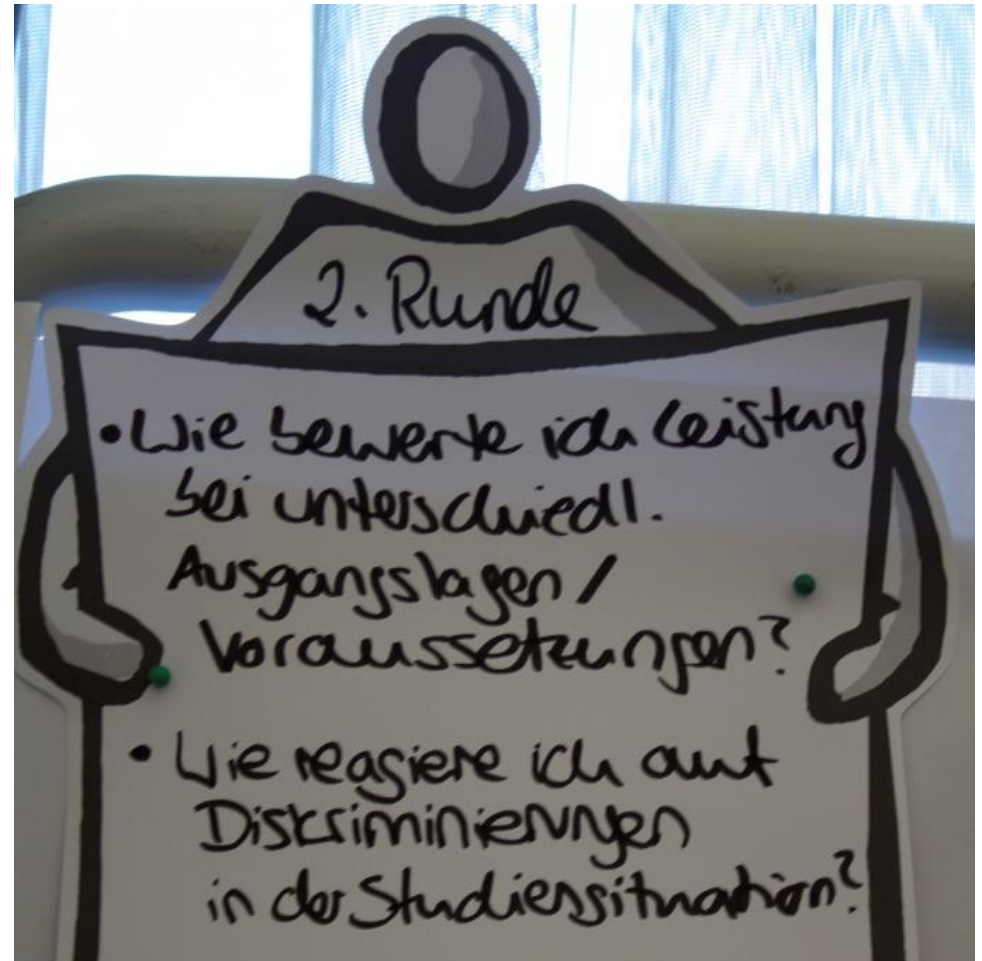 2. Runde
• Wie bewerte ich Leistung
bei unterschiedl.
Ausgangslagen /
Voraussetzungen?
• Wie reagiere ich auf
Diskriminierungen
in der Studiensituation?